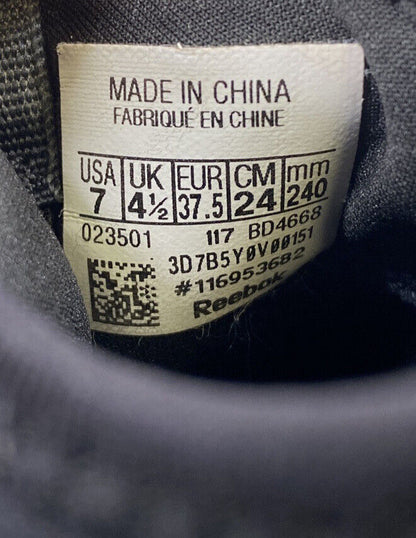 MADE IN CHINA
FABRIQUÉ EN CHINE
USA UK EUR CM mm
7 4½ 37.5 24 240
023501 117 BD4668
3D7B5Y0V00151
#1169536B2
Reebok